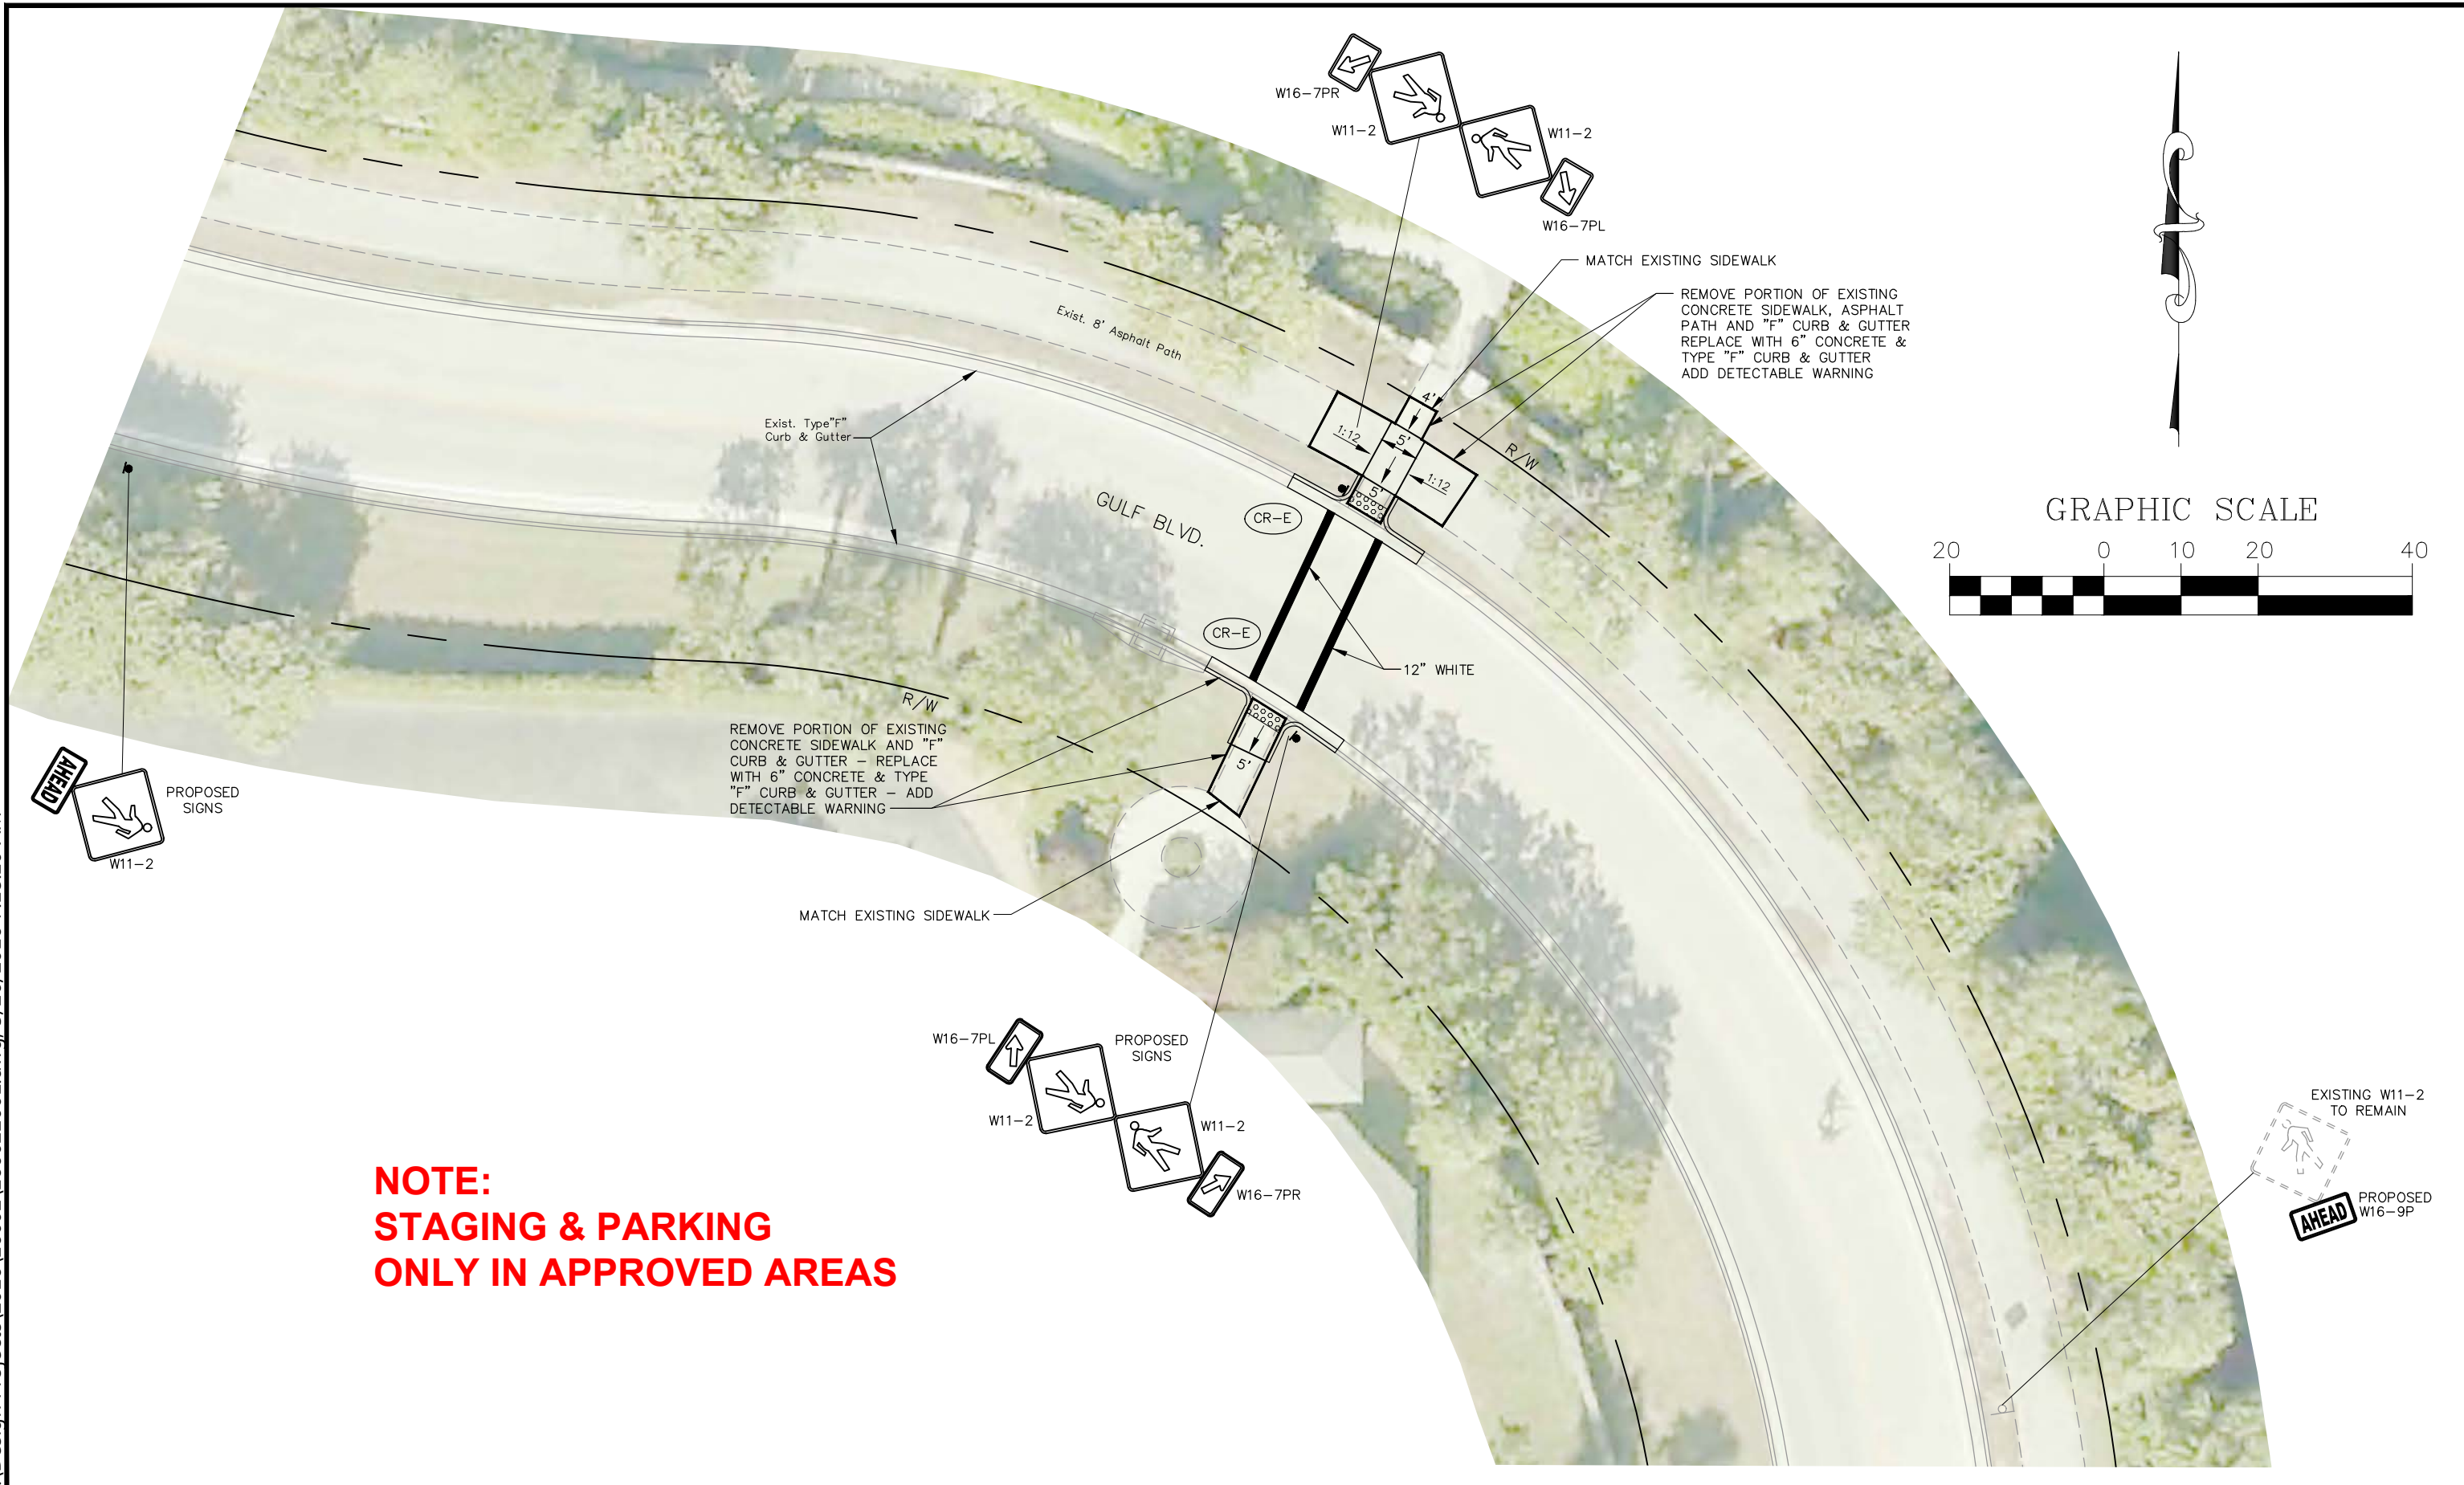 W16-7PR
W11-2
W11-2
W16-7PL
MATCH EXISTING SIDEWALK
REMOVE PORTION OF EXISTING
CONCRETE SIDEWALK, ASPHALT
PATH AND "F" CURB & GUTTER
REPLACE WITH 6" CONCRETE &
TYPE "F" CURB & GUTTER
ADD DETECTABLE WARNING
Exist. 8' Asphalt Path
Exist. Type"F"
Curb & Gutter
4'
1:12
5'
5'
1:12
R/W
GULF BLVD.
CR-E
CR-E
12" WHITE
GRAPHIC SCALE
20 0 10 20 40
R/W
REMOVE PORTION OF EXISTING
CONCRETE SIDEWALK AND "F"
CURB & GUTTER - REPLACE
WITH 6" CONCRETE & TYPE
"F" CURB & GUTTER - ADD
DETECTABLE WARNING
5'
AHEAD
PROPOSED
SIGNS
W11-2
MATCH EXISTING SIDEWALK
W16-7PL
PROPOSED
SIGNS
W11-2
W11-2
W16-7PR
EXISTING W11-2
TO REMAIN
PROPOSED
W16-9P
AHEAD
NOTE:
STAGING & PARKING
ONLY IN APPROVED AREAS